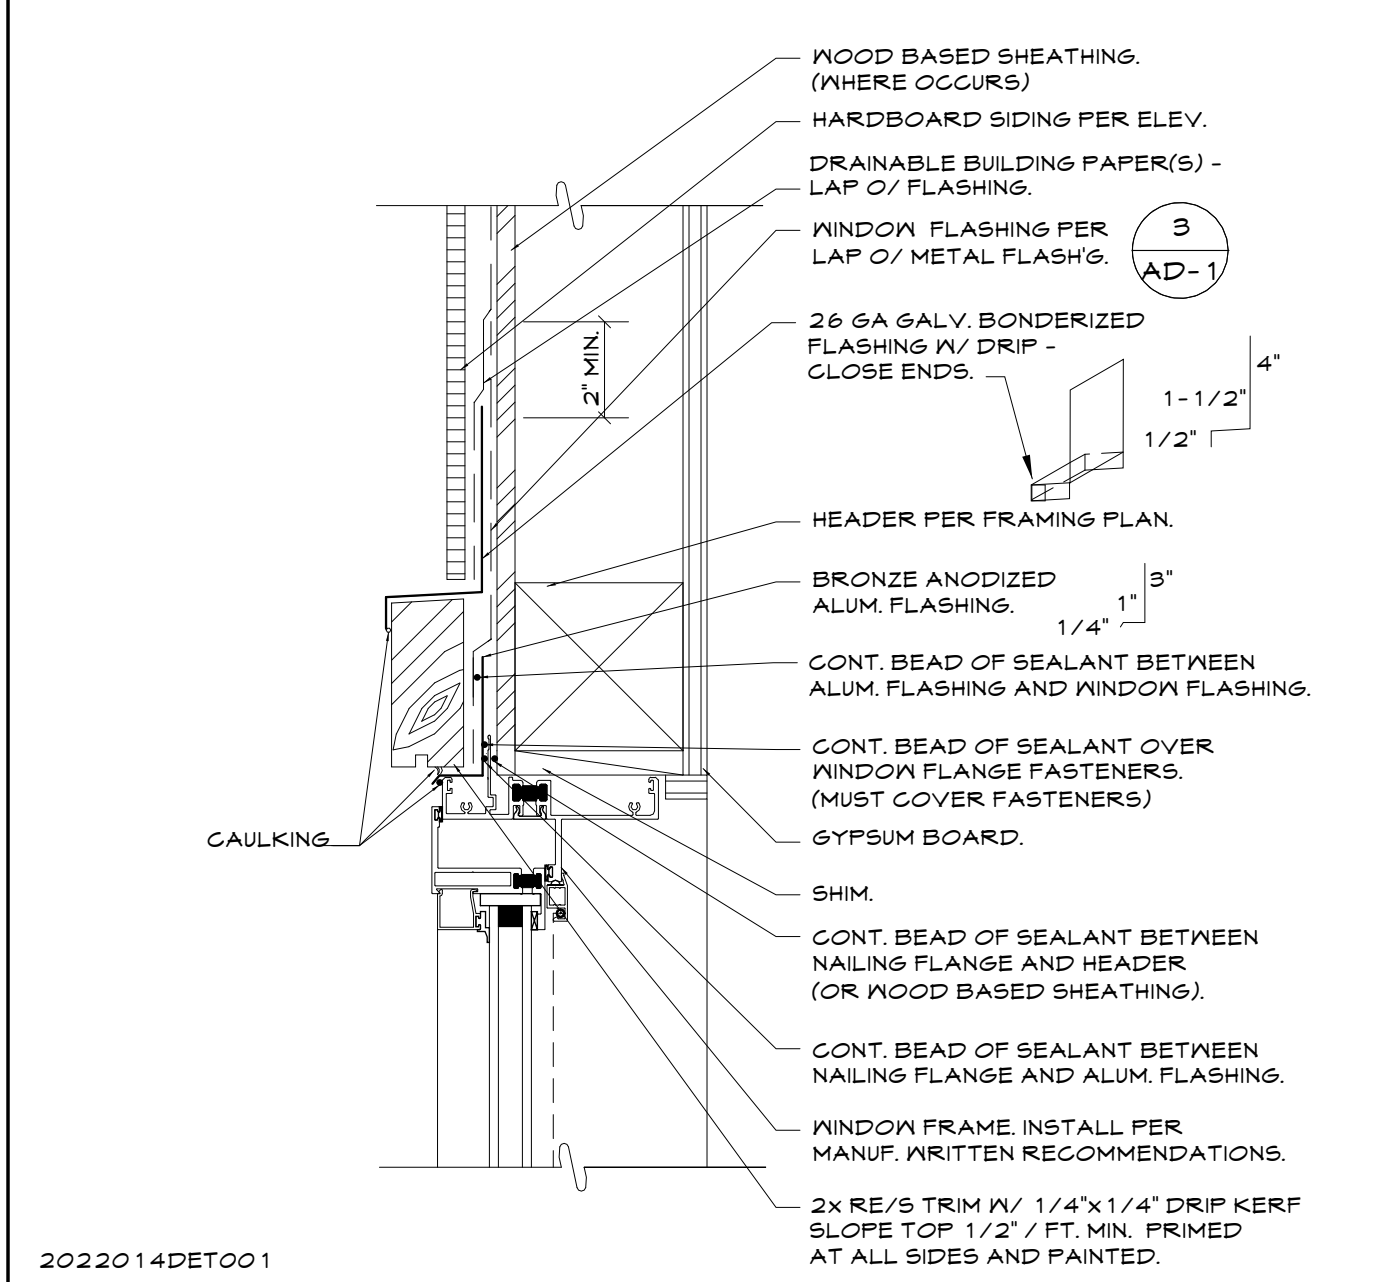 WOOD BASED SHEATHING.
(WHERE OCCURS)
HARDBOARD SIDING PER ELEV.
DRAINABLE BUILDING PAPER(S) -
LAP O/ FLASHING.
WINDOW FLASHING PER
LAP O/ METAL FLASH'G.
3
AD-1
26 GA GALV. BONDERIZED
FLASHING W/ DRIP -
CLOSE ENDS.
4"
1-1/2"
1/2"
2" MIN.
HEADER PER FRAMING PLAN.
BRONZE ANODIZED
ALUM. FLASHING.
3"
1"
1/4"
CONT. BEAD OF SEALANT BETWEEN
ALUM. FLASHING AND WINDOW FLASHING.
CONT. BEAD OF SEALANT OVER
WINDOW FLANGE FASTENERS.
(MUST COVER FASTENERS)
GYPSUM BOARD.
CAULKING
SHIM.
CONT. BEAD OF SEALANT BETWEEN
NAILING FLANGE AND HEADER
(OR WOOD BASED SHEATHING).
CONT. BEAD OF SEALANT BETWEEN
NAILING FLANGE AND ALUM. FLASHING.
WINDOW FRAME. INSTALL PER
MANUF. WRITTEN RECOMMENDATIONS.
2x RE/S TRIM W/ 1/4"x1/4" DRIP KERF
SLOPE TOP 1/2" / FT. MIN. PRIMED
AT ALL SIDES AND PAINTED.
2022014DET001